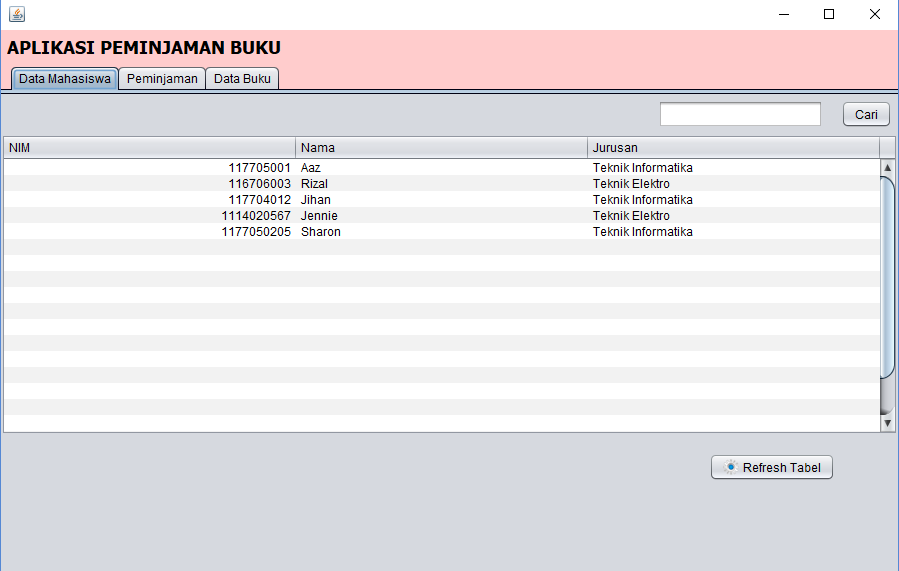 APLIKASI PEMINJAMAN BUKU
Data Mahasiswa Peminjaman Data Buku
Cari
NIM Nama Jurusan
117705001 Aaz Teknik Informatika
116706003 Rizal Teknik Elektro
117704012 Jihan Teknik Informatika
1114020567 Jennie Teknik Elektro
1177050205 Sharon Teknik Informatika
Refresh Tabel